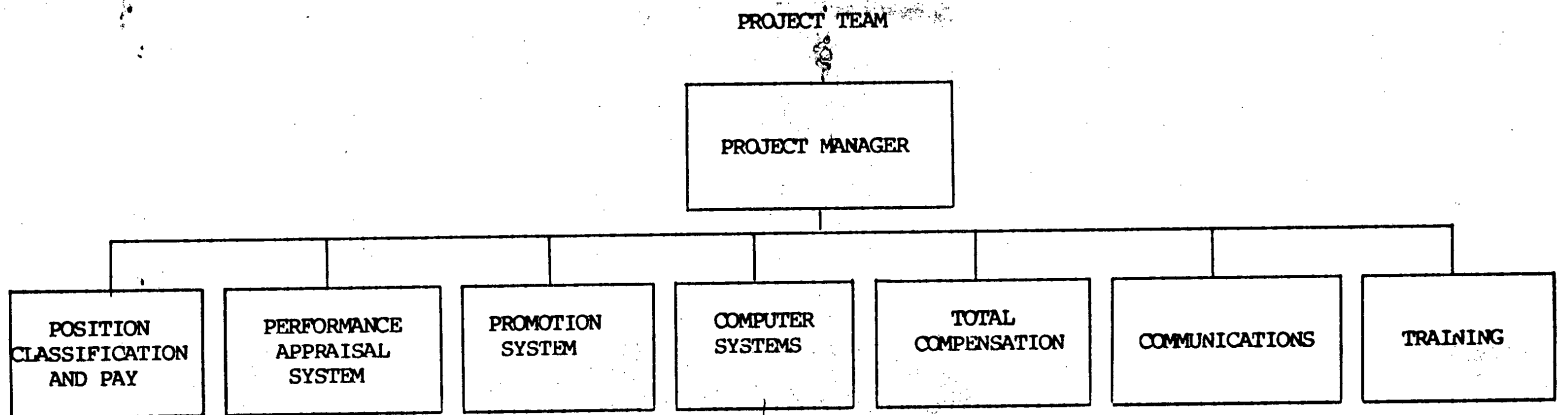 PROJECT TEAM
PROJECT MANAGER
POSITION
CLASSIFICATION
AND PAY
PERFORMANCE
APPRAISAL
SYSTEM
PROMOTION
SYSTEM
COMPUTER
SYSTEMS
TOTAL
COMPENSATION
COMMUNICATIONS
TRAINING